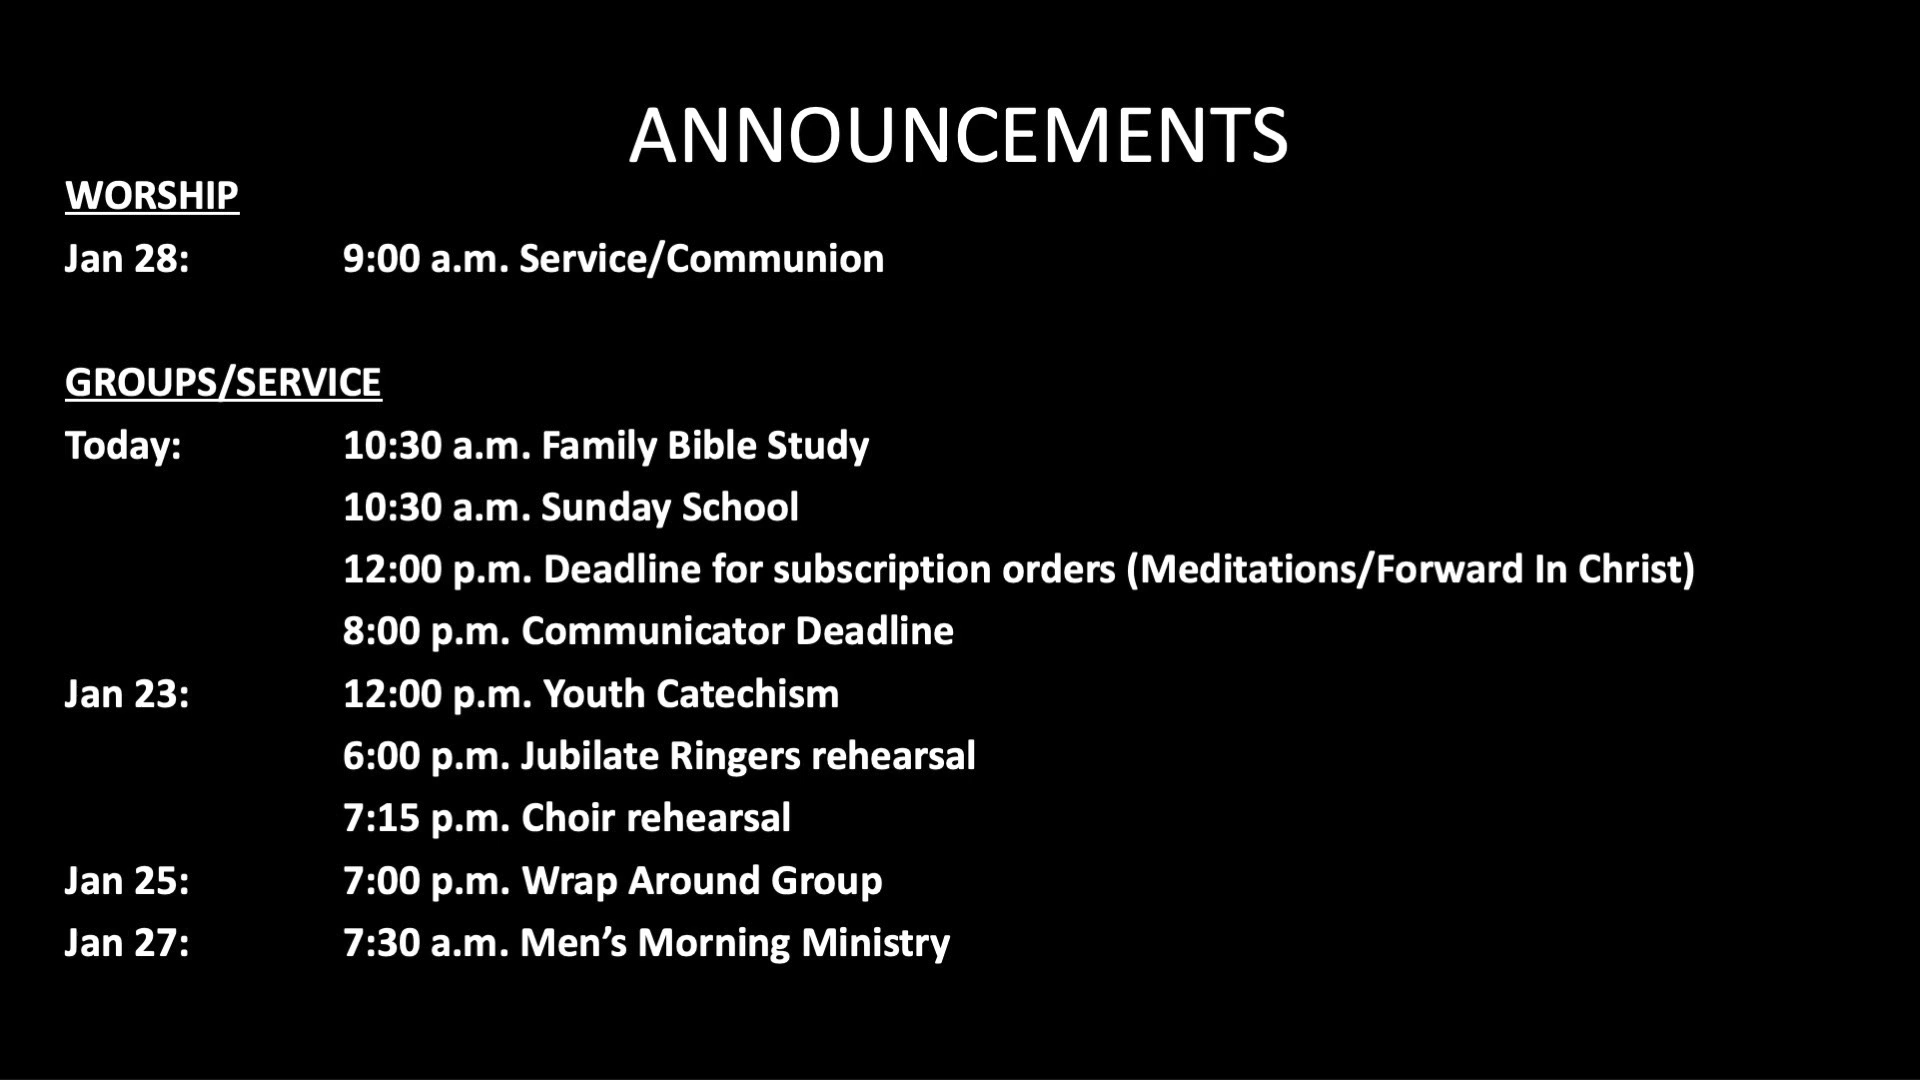 ANNOUNCEMENTS
WORSHIP
Jan 28: 9:00 a.m. Service/Communion
GROUPS/SERVICE
Today: 10:30 a.m. Family Bible Study
10:30 a.m. Sunday School
12:00 p.m. Deadline for subscription orders (Meditations/Forward In Christ)
8:00 p.m. Communicator Deadline
Jan 23: 12:00 p.m. Youth Catechism
6:00 p.m. Jubilate Ringers rehearsal
7:15 p.m. Choir rehearsal
Jan 25: 7:00 p.m. Wrap Around Group
Jan 27: 7:30 a.m. Men’s Morning Ministry